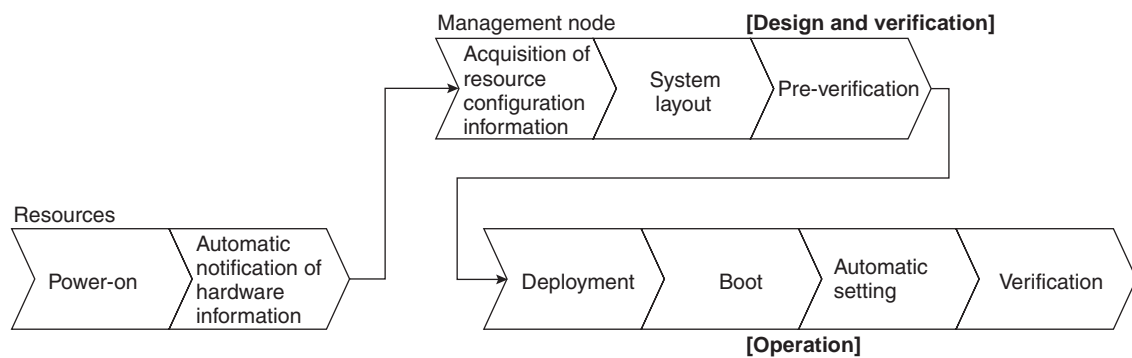 Management node
[Design and verification]
Acquisition of
resource
configuration
information
System
layout
Pre-verification
Resources
Power-on
Automatic
notification of
hardware
information
Deployment
Boot
Automatic
setting
Verification
[Operation]